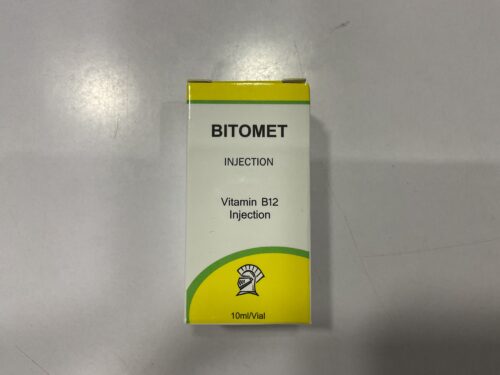 BITOMET
INJECTION
Vitamin B12
Injection
10ml/Vial